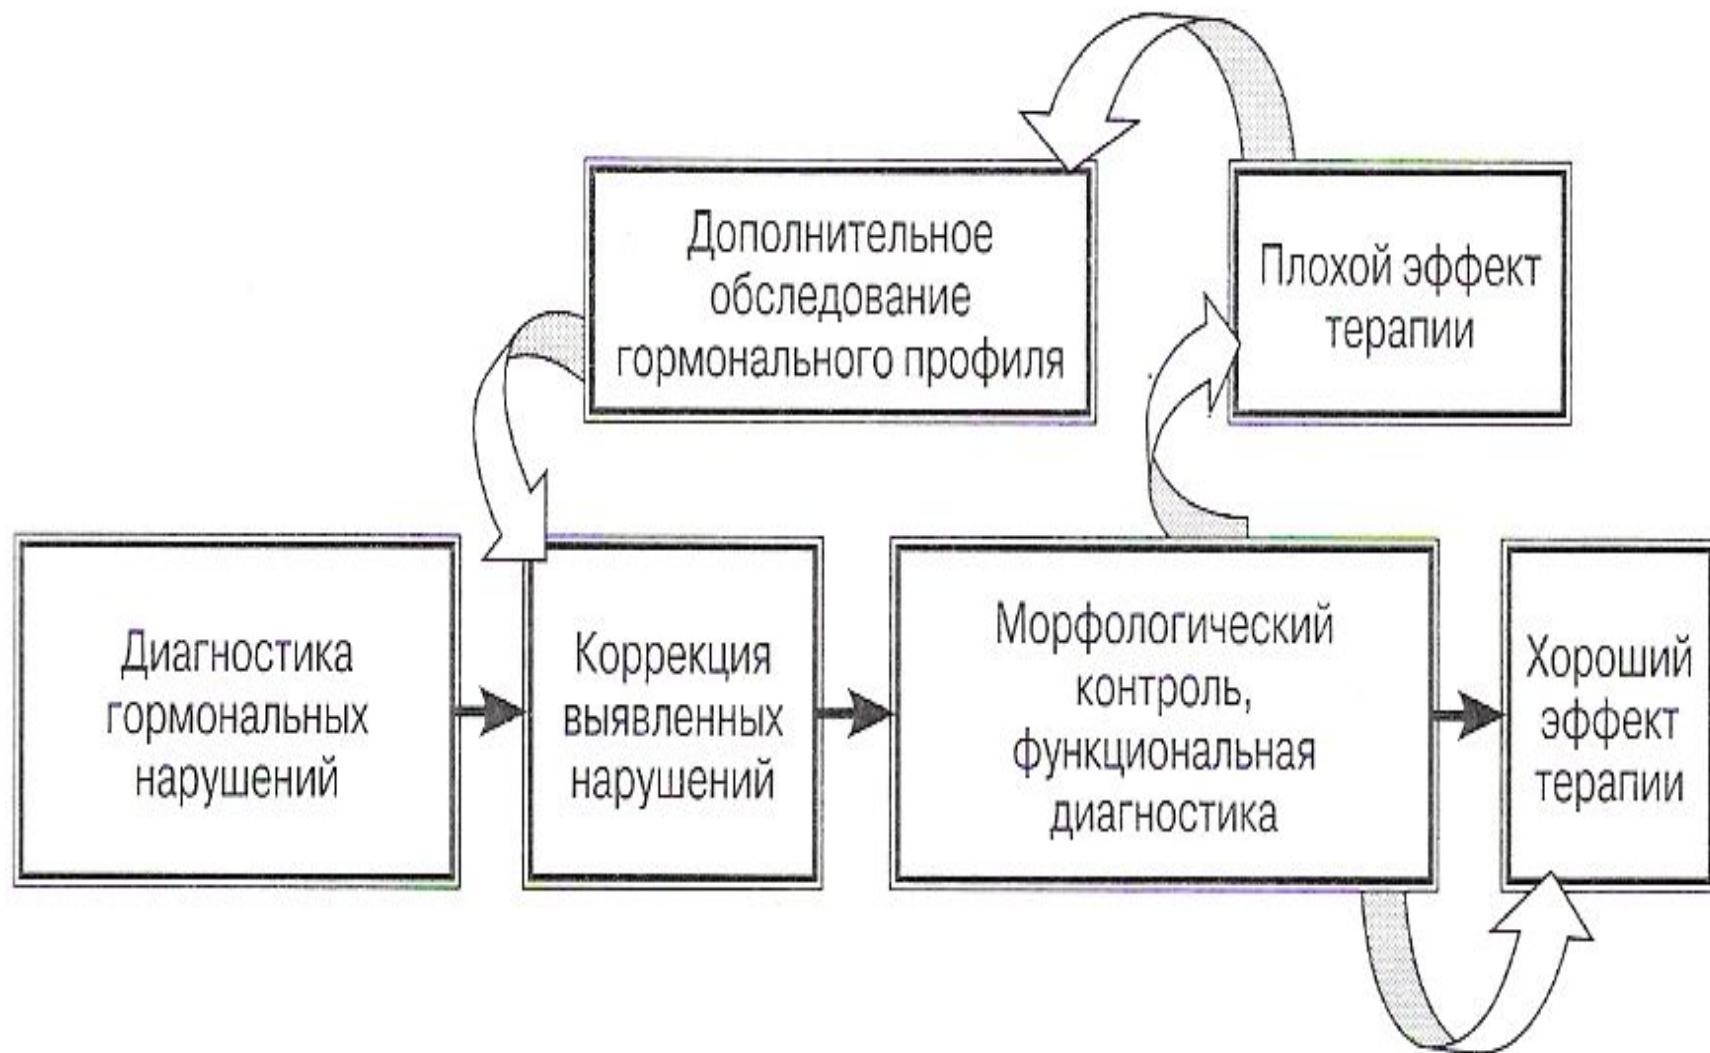 Дополнительное
обследование
гормонального профиля
Плохой эффект
терапии
Диагностика
гормональных
нарушений
Коррекция
выявленных
нарушений
Морфологический
контроль,
функциональная
диагностика
Хороший
эффект
терапии